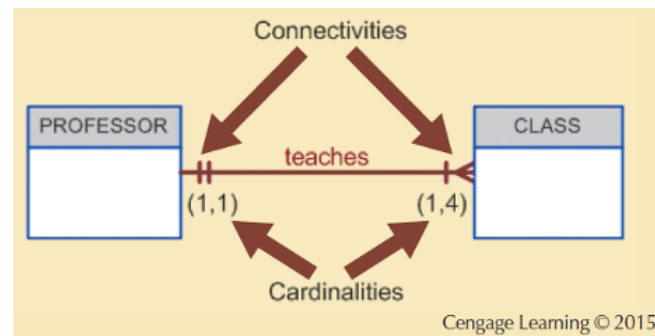 Connectivities
PROFESSOR
CLASS
teaches
(1,1)
(1,4)
Cardinalities
Cengage Learning © 2015